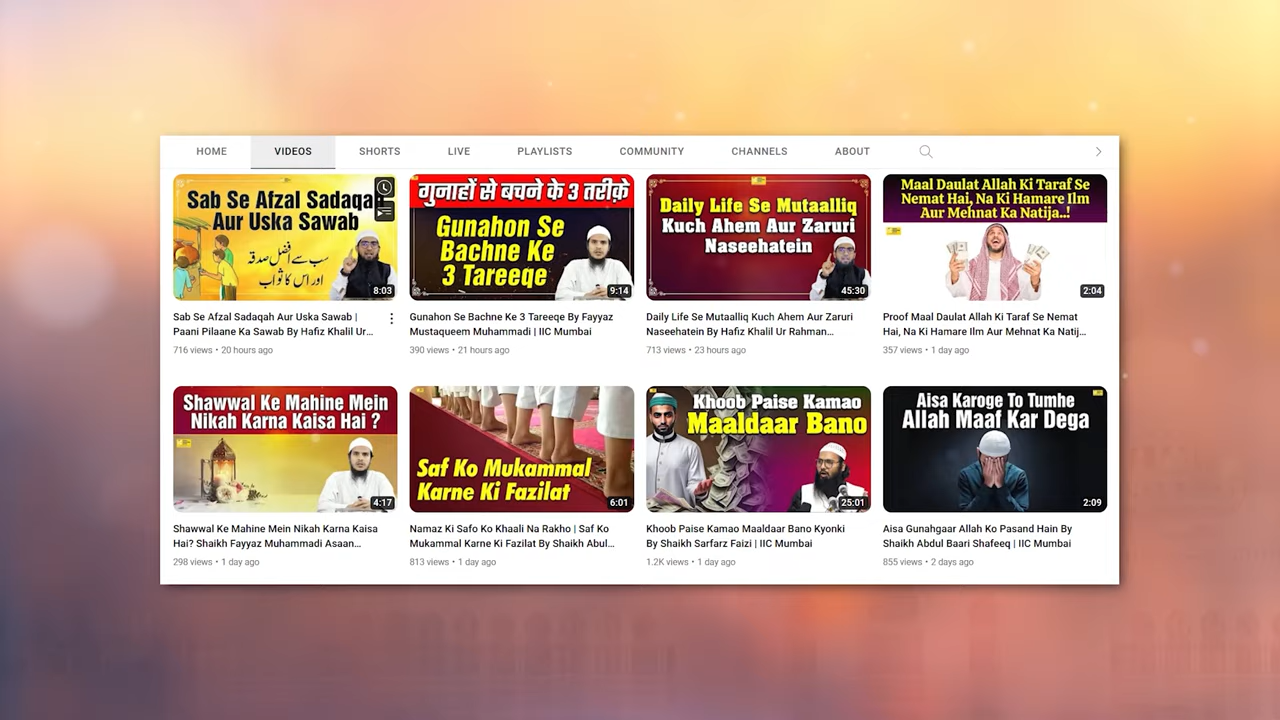 HOME VIDEOS SHORTS LIVE PLAYLISTS COMMUNITY CHANNELS ABOUT
Sab Se Afzal Sadaqah
Aur Uska Sawab
سب سے افضل صدقہ
اور اس کا ثواب
8:03
गुनाहों से बचने के 3 तरीक़े
Gunahon Se
Bachne Ke
3 Tareeqe
9:14
Daily Life Se Mutaalliq
Kuch Ahem Aur Zaruri
Naseehatein
45:30
Maal Daulat Allah Ki Taraf Se
Nemat Hai, Na Ki Hamare Ilm
Aur Mehnat Ka Natija..!
2:04
Sab Se Afzal Sadaqah Aur Uska Sawab |
Paani Pilaane Ka Sawab By Hafiz Khalil Ur...
716 views • 20 hours ago
Gunahon Se Bachne Ke 3 Tareeqe By Fayyaz
Mustaqueem Muhammadi | IIC Mumbai
390 views • 21 hours ago
Daily Life Se Mutaalliq Kuch Ahem Aur Zaruri
Naseehatein By Hafiz Khalil Ur Rahman...
713 views • 23 hours ago
Proof Maal Daulat Allah Ki Taraf Se Nemat
Hai, Na Ki Hamare Ilm Aur Mehnat Ka Natij...
357 views • 1 day ago
Shawwal Ke Mahine Mein
Nikah Karna Kaisa Hai ?
4:17
Saf Ko Mukammal
Karne Ki Fazilat
6:01
Khoob Paise Kamao
Maaldaar Bano
25:01
Aisa Karoge To Tumhe
Allah Maaf Kar Dega
2:09
Shawwal Ke Mahine Mein Nikah Karna Kaisa
Hai? Shaikh Fayyaz Muhammadi Asaan...
298 views • 1 day ago
Namaz Ki Safo Ko Khaali Na Rakho | Saf Ko
Mukammal Karne Ki Fazilat By Shaikh Abul...
813 views • 1 day ago
Khoob Paise Kamao Maaldaar Bano Kyonki
By Shaikh Sarfarz Faizi | IIC Mumbai
1.2K views • 1 day ago
Aisa Gunahgaar Allah Ko Pasand Hain By
Shaikh Abdul Baari Shafeeq | IIC Mumbai
855 views • 2 days ago